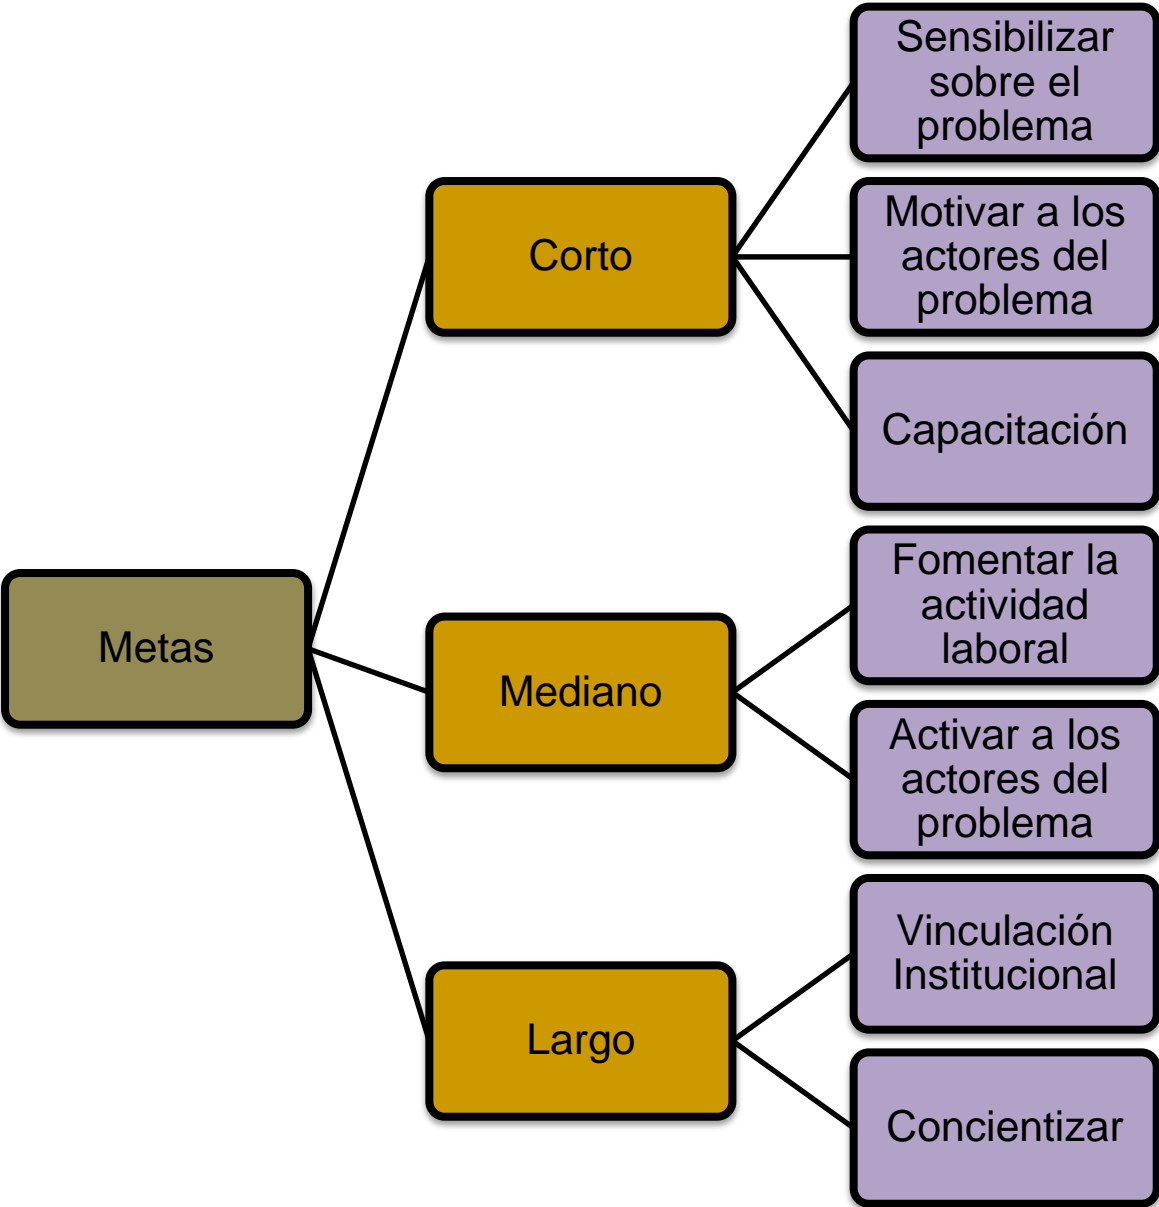 Metas
Corto
Sensibilizar
sobre el
problema
Motivar a los
actores del
problema
Capacitación
Mediano
Fomentar la
actividad
laboral
Activar a los
actores del
problema
Largo
Vinculación
Institucional
Concientizar